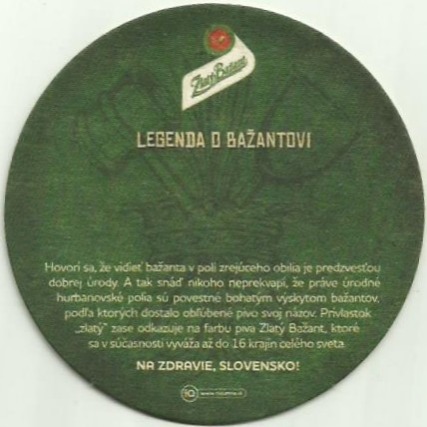 Zlatý Bažant
LEGENDA O BAŽANTOVI
Hovorí sa, že vidieť bažanta v poli zrejúceho obilia je predzvesťou
dobrej úrody. A tak snáď nikoho neprekvapí, že práve úrodné
hurbanovské polia sú povestné bohatým výskytom bažantov,
podľa ktorých dostalo obľúbené pivo svoj názov. Prívlastok
„zlatý“ zase odkazuje na farbu piva Zlatý Bažant, ktoré
sa v súčasnosti vyváža až do 16 krajín celého sveta.
NA ZDRAVIE, SLOVENSKO!